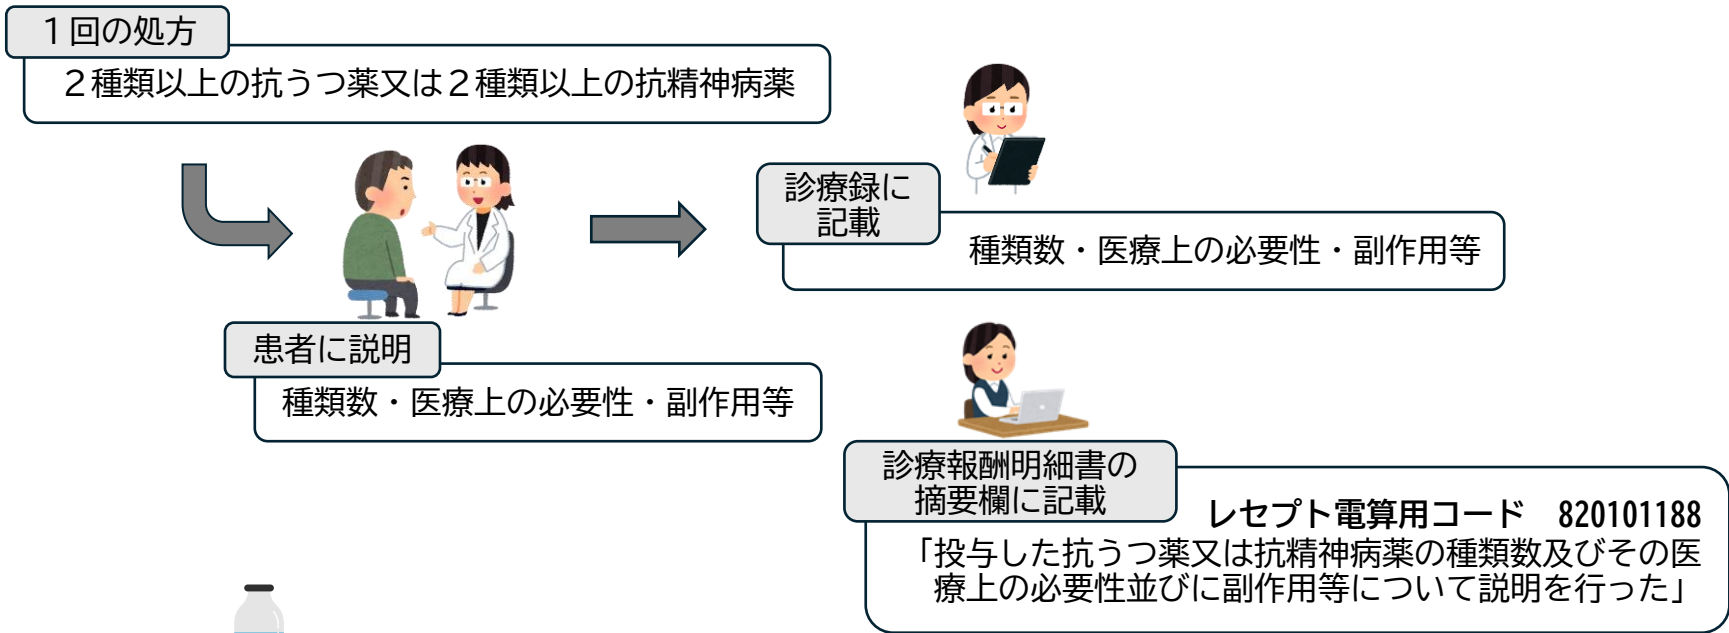 １回の処方
２種類以上の抗うつ薬又は２種類以上の抗精神病薬
患者に説明
種類数・医療上の必要性・副作用等
診療録に
記載
種類数・医療上の必要性・副作用等
診療報酬明細書の
摘要欄に記載
レセプト電算用コード　820101188
「投与した抗うつ薬又は抗精神病薬の種類数及びその医
療上の必要性並びに副作用等について説明を行った」